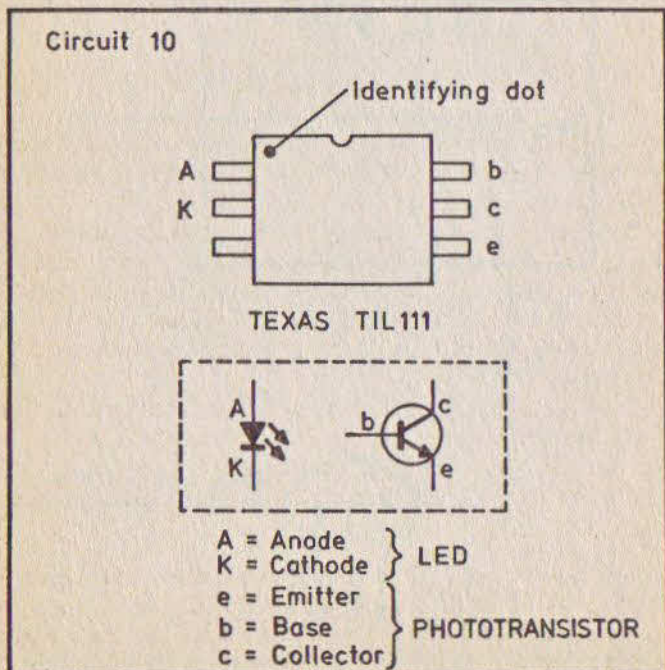 Circuit 10
Identifying dot
A b
K c
e
TEXAS TIL111
A c
b
K e
A = Anode
K = Cathode
LED
e = Emitter
b = Base
c = Collector
PHOTOTRANSISTOR